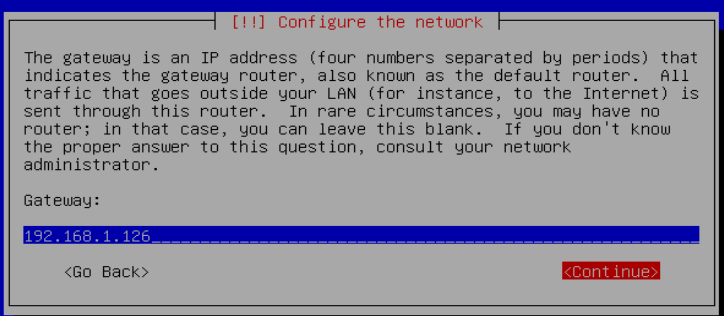 [!!] Configure the network
The gateway is an IP address (four numbers separated by periods) that
indicates the gateway router, also known as the default router.  All
traffic that goes outside your LAN (for instance, to the Internet) is
sent through this router.  In rare circumstances, you may have no
router; in that case, you can leave this blank.  If you don't know
the proper answer to this question, consult your network
administrator.
Gateway:
192.168.1.126
<Go Back> <Continue>